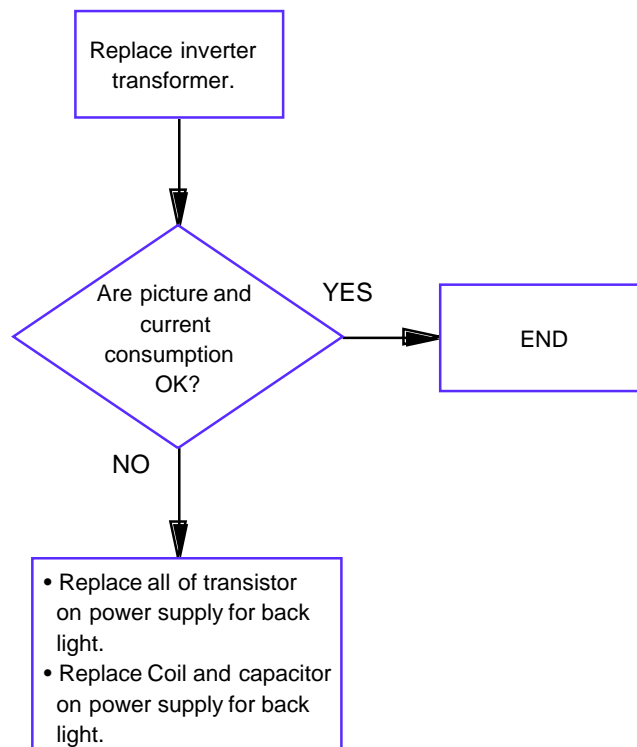 Replace inverter
transformer.
Are picture and
current
consumption
OK?
YES
END
NO
• Replace all of transistor
on power supply for back
light.
• Replace Coil and capacitor
on power supply for back
light.